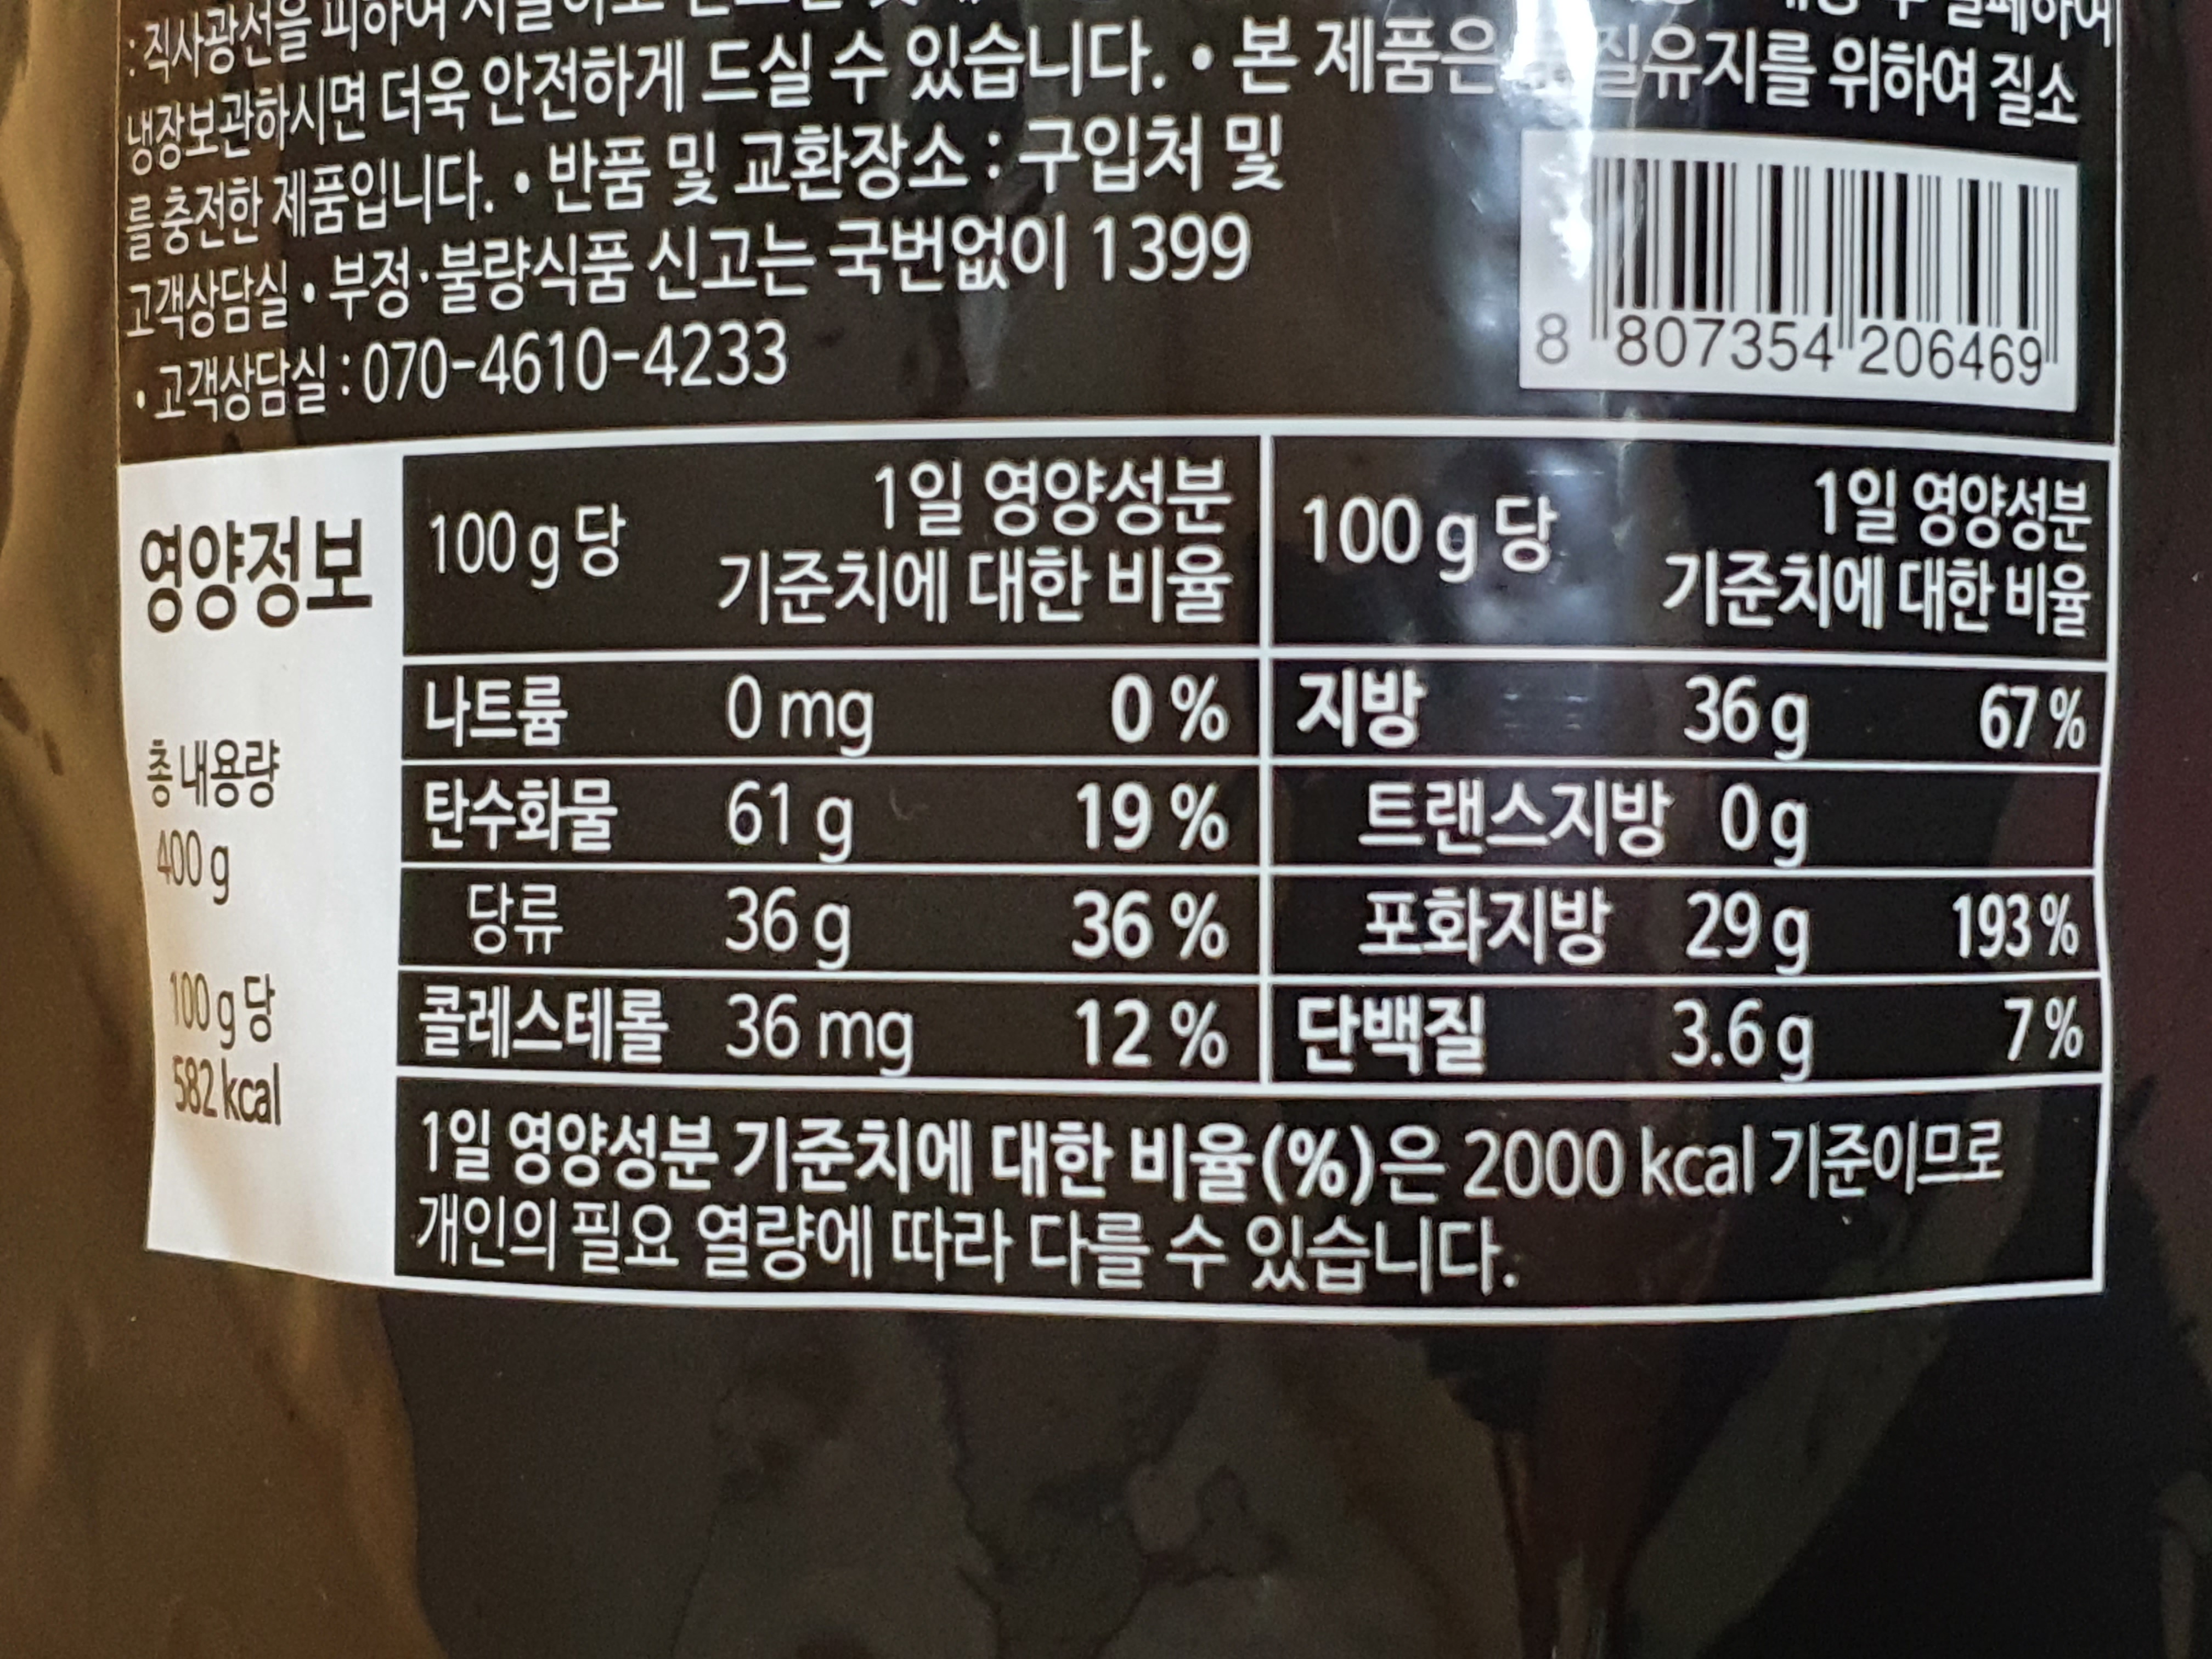 : 직사광선을 피하여
냉장보관하시면 더욱 안전하게 드실 수 있습니다. • 본 제품은 품질유지를 위하여 질소
를 충전한 제품입니다. • 반품 및 교환장소 : 구입처 및
고객상담실 • 부정·불량식품 신고는 국번없이 1399
• 고객상담실 : 070-4610-4233
8 807354 206469
영양정보
총 내용량
400 g
100 g 당
582 kcal
100 g 당 1일 영양성분 기준치에 대한 비율 100 g 당 1일 영양성분 기준치에 대한 비율
나트륨 0 mg 0 % 지방 36 g 67 %
탄수화물 61 g 19 % 트랜스지방 0 g
당류 36 g 36 % 포화지방 29 g 193 %
콜레스테롤 36 mg 12 % 단백질 3.6 g 7 %
1일 영양성분 기준치에 대한 비율(%)은 2000 kcal 기준이므로
개인의 필요 열량에 따라 다를 수 있습니다.